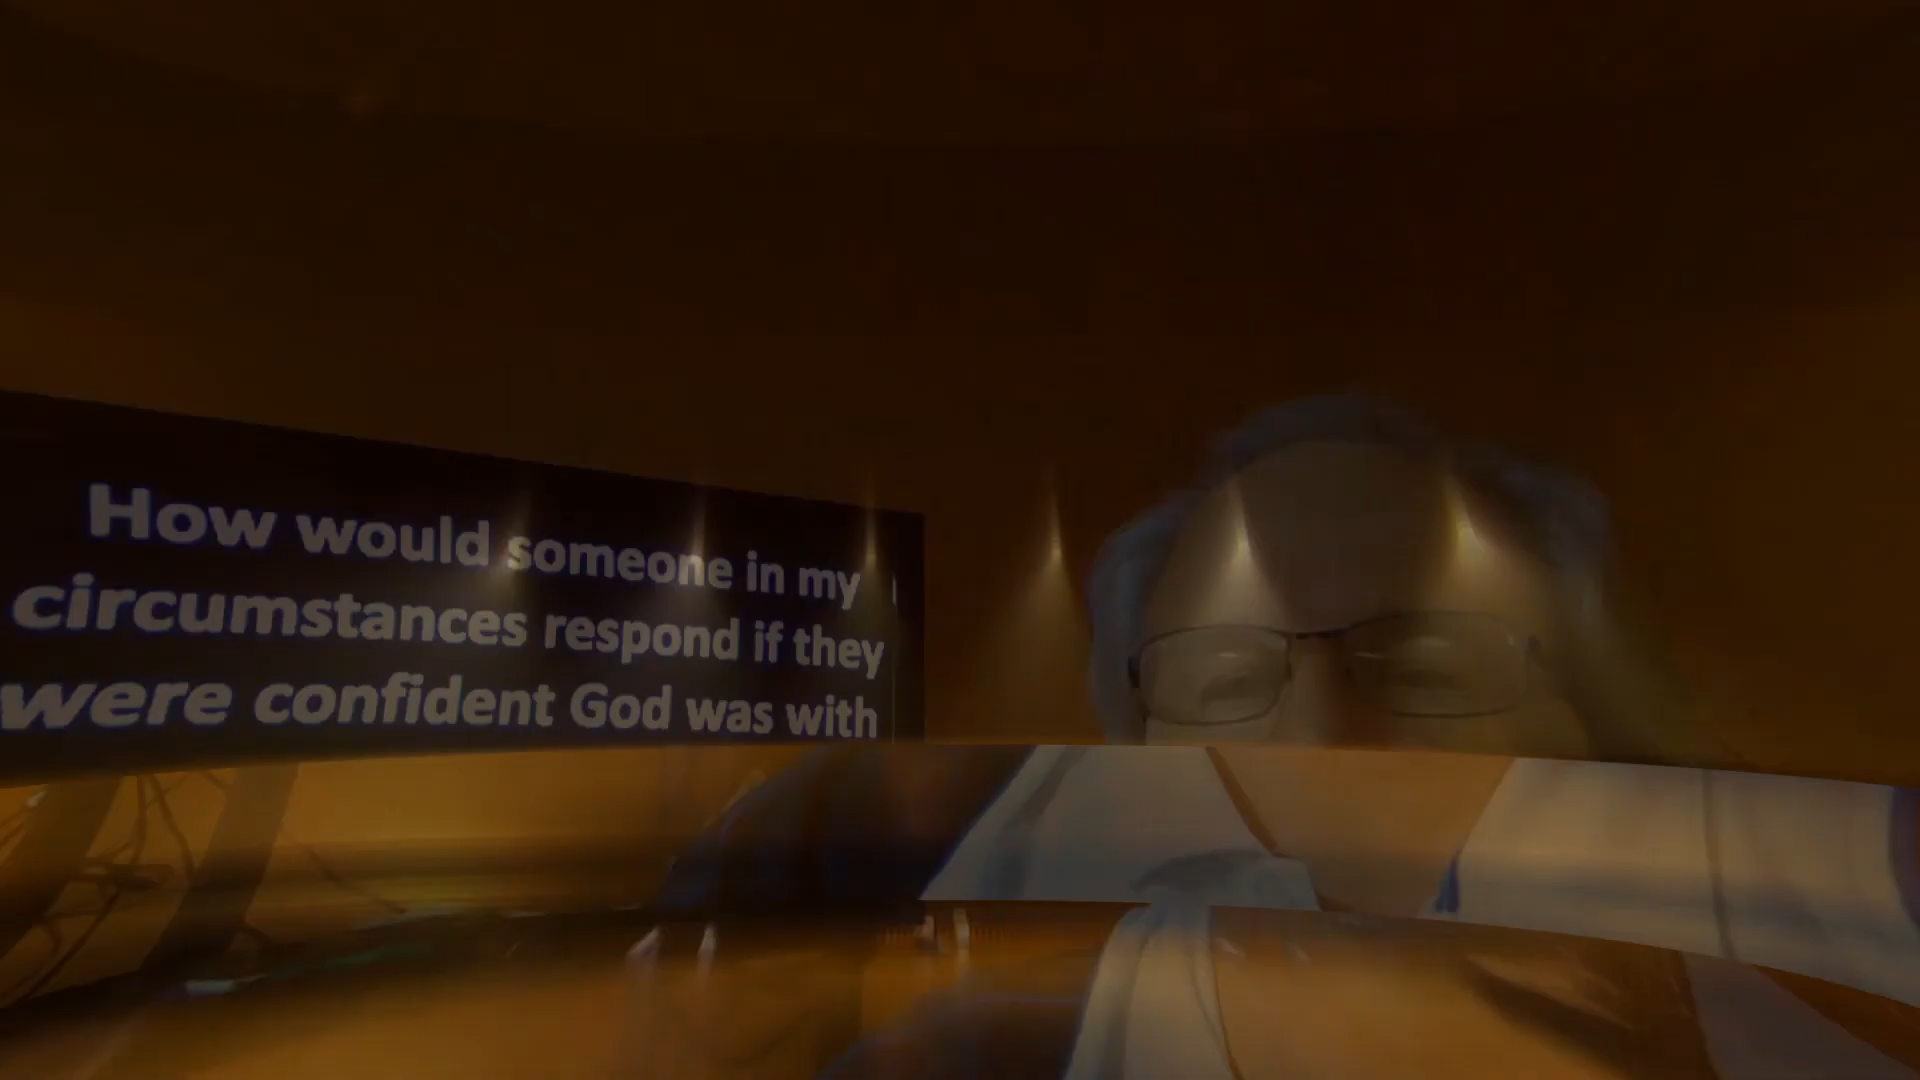 How would someone in my
circumstances respond if they
were confident God was with